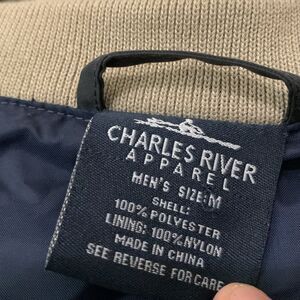 CHARLES RIVER
APPAREL
MEN'S SIZE:M
SHELL:
100% POLYESTER
LINING: 100% NYLON
MADE IN CHINA
SEE REVERSE FOR CARE